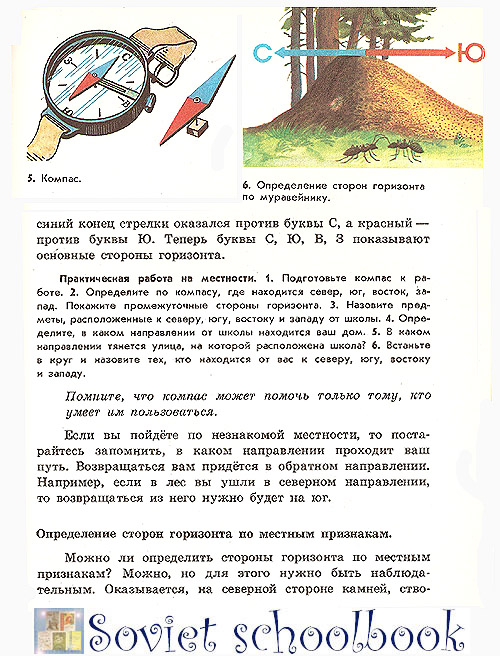 С Ю
5. Компас.
6. Определение сторон горизонта
по муравейнику.
синий конец стрелки оказался против буквы С, а красный —
против буквы Ю. Теперь буквы С, Ю, В, З показывают
основные стороны горизонта.
Практическая работа на местности. 1. Подготовьте компас к ра-
боте. 2. Определите по компасу, где находится север, юг, восток, за-
пад. Покажите промежуточные стороны горизонта. 3. Назовите пред-
меты, расположенные к северу, югу, востоку и западу от школы. 4. Опре-
делите, в каком направлении от школы находится ваш дом. 5. В каком
направлении тянется улица, на которой расположена школа? 6. Встаньте
в круг и назовите тех, кто находится от вас к северу, югу, востоку
и западу.
Помните, что компас может помочь только тому, кто
умеет им пользоваться.
Если вы пойдёте по незнакомой местности, то поста-
райтесь запомнить, в каком направлении проходит ваш
путь. Возвращаться вам придётся в обратном направлении.
Например, если в лес вы ушли в северном направлении,
то возвращаться из него нужно будет на юг.
Определение сторон горизонта по местным признакам.
Можно ли определить стороны горизонта по местным
признакам? Можно, но для этого нужно быть наблюда-
тельным. Оказывается, на северной стороне камней, ство-
Soviet schoolbook